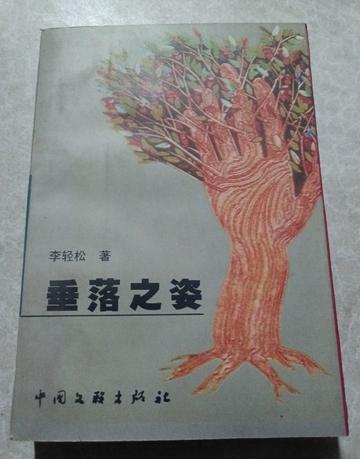 李轻松 著
垂落之姿
中国文联出版社